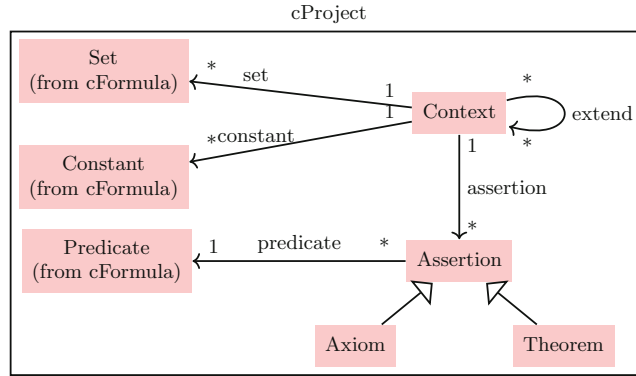 cProject
Set
(from cFormula)
*
set
1
1
Context
*
extend
*
*constant
Constant
(from cFormula)
1
assertion
*
Predicate
(from cFormula)
1
predicate
*
Assertion
Axiom
Theorem